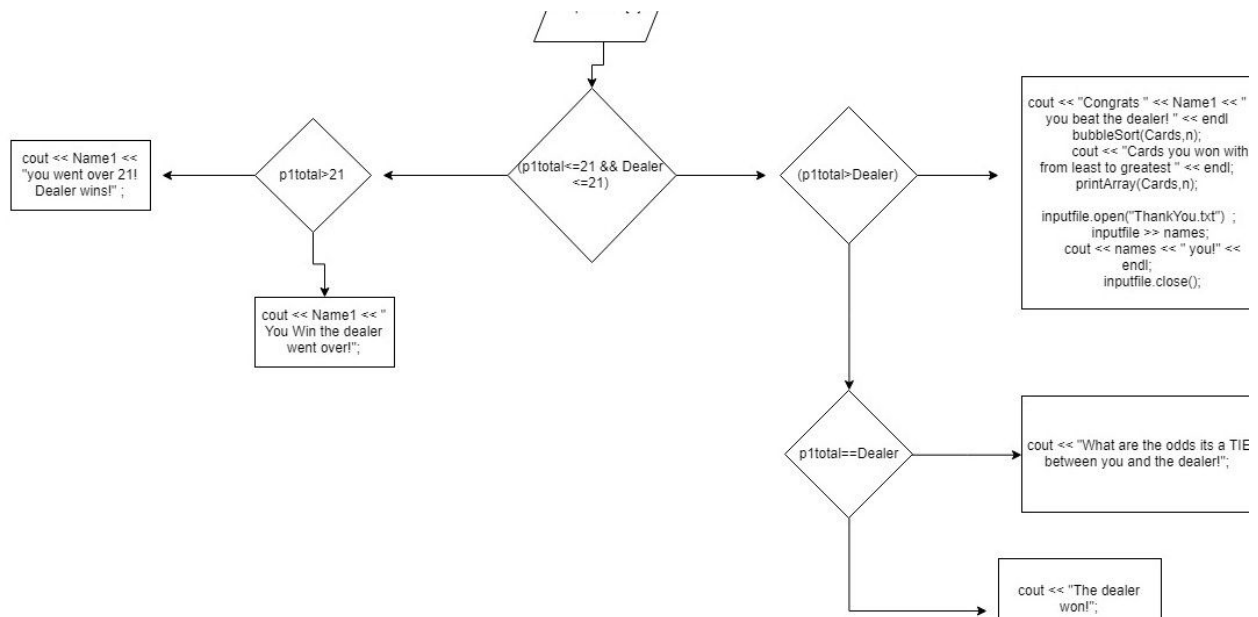 cout << "Congrats " << Name1 << "
you beat the dealer! " << endl
bubbleSort(Cards,n);
cout << "Cards you won with
from least to greatest " << endl;
printArray(Cards,n);
inputfile.open("ThankYou.txt") ;
inputfile >> names;
cout << names << " you!" <<
endl;
inputfile.close();
cout << Name1 <<
"you went over 21!
Dealer wins!" ;
p1total>21
(p1total<=21 && Dealer
<=21)
(p1total>Dealer)
cout << Name1 << "
You Win the dealer
went over!";
p1total==Dealer
cout << "What are the odds its a TIE
between you and the dealer!";
cout << "The dealer
won!";